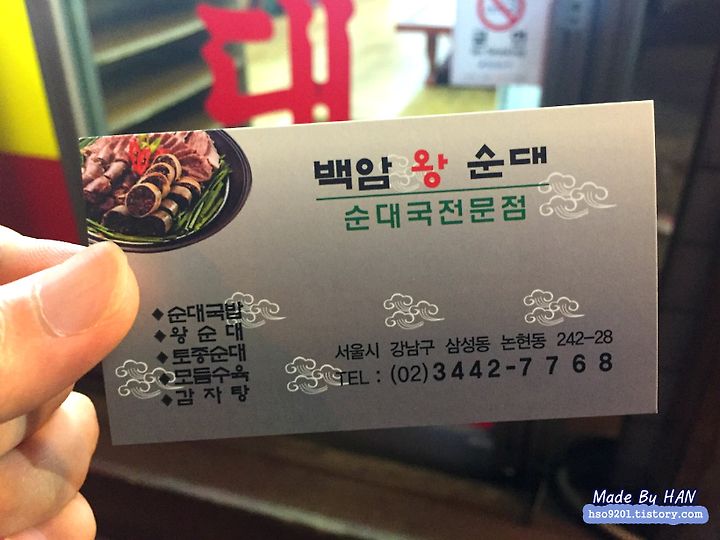 대
백암 왕 순대
순대국전문점
◆순대국밥
◆왕 순 대
◆토종순대
◆모듬수육
◆감 자 탕
서울시 강남구 삼성동 논현동 242-28
TEL : (02)3442-7768
Made By HAN
hso9201.tistory.com